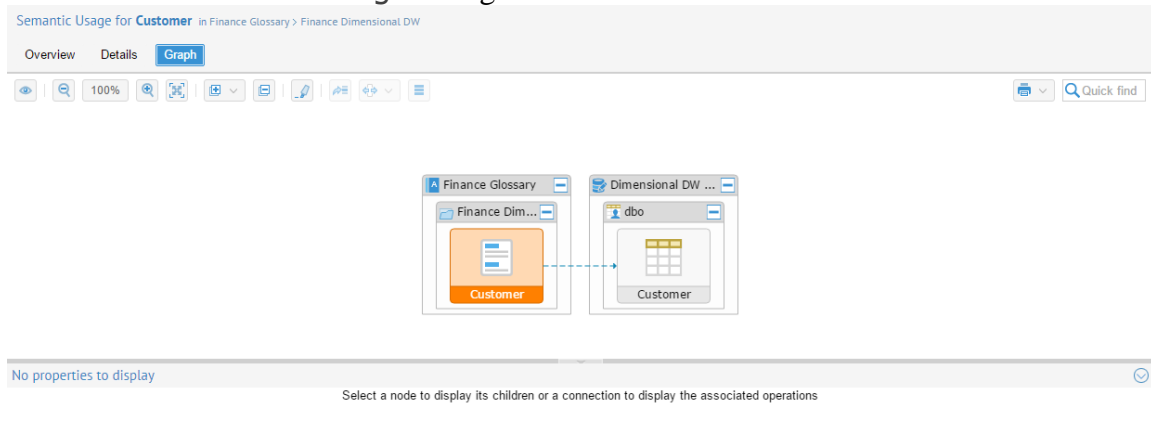 Semantic Usage for Customer in Finance Glossary > Finance Dimensional DW
Overview Details Graph
100% Quick find
A Finance Glossary Dimensional DW ...
Finance Dim... dbo
Customer Customer
No properties to display
Select a node to display its children or a connection to display the associated operations